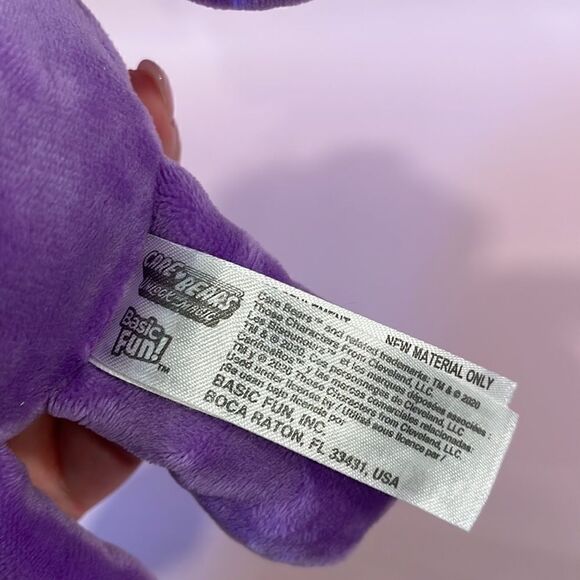 CARE BEARS
Basic
FUN!™
NEW MATERIAL ONLY
Care Bears™ and related trademarks: TM & © 2020
Those Characters From Cleveland, LLC.
Les Bisounours™ et les marques déposées associées :
TM & © 2020. Ces personnages de Cleveland, LLC.
Cariñositos y las marcas comerciales relacionadas:
TM © 2020 Those Characters From Cleveland, LLC.
Used under license by / Utilisé sous licence par /
Se usan bajo licencia por
BASIC FUN, INC.
BOCA RATON, FL 33431, USA